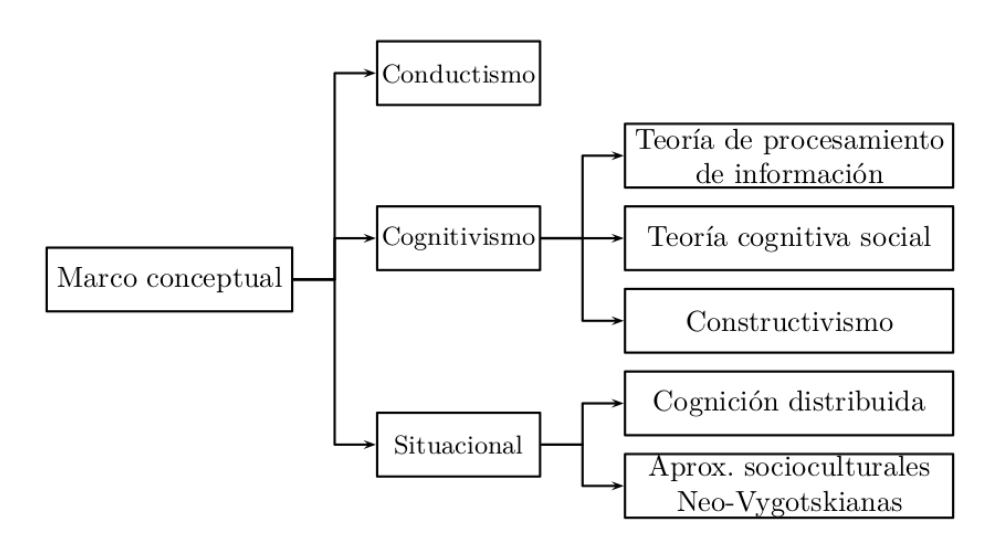 Conductismo
Teoría de procesamiento
de información
Cognitivismo
Teoría cognitiva social
Marco conceptual
Constructivismo
Cognición distribuida
Situacional
Aprox. socioculturales
Neo-Vygotskianas